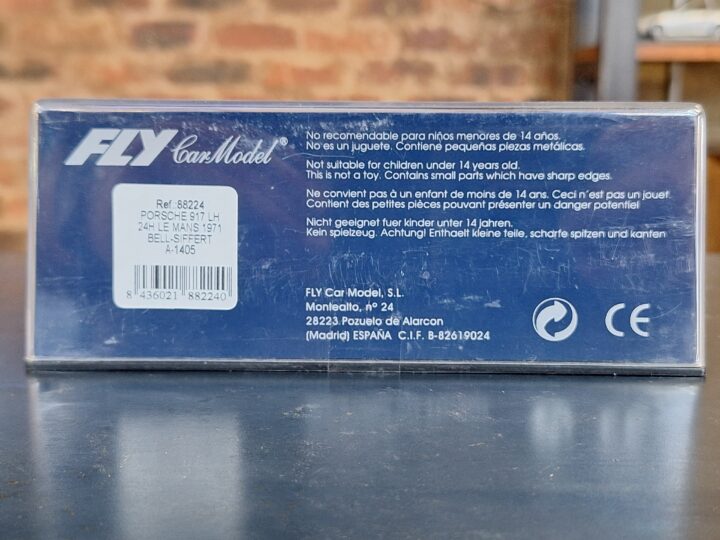 FLY Car Model®
Ref.:88224
PORSCHE 917 LH
24H LE MANS 1971
BELL-SIFFERT
A-1405
8 436021 882240
No recomendable para niños menores de 14 años.
No es un juguete. Contiene pequeñas piezas metálicas.
Not suitable for children under 14 years old.
This is not a toy. Contains small parts which have sharp edges.
Ne convient pas à un enfant de moins de 14 ans. Ceci n'est pas un jouet.
Contient des petites pièces pouvant présenter un danger potentiel
Nicht geeignet fuer kinder unter 14 jahren.
Kein spielzeug. Achtung! Enthaelt kleine teile, scharfe spitzen und kanten
FLY Car Model, S.L.
Montealto, nº 24
28223 Pozuelo de Alarcon
(Madrid) ESPAÑA C.I.F. B-82619024
CE